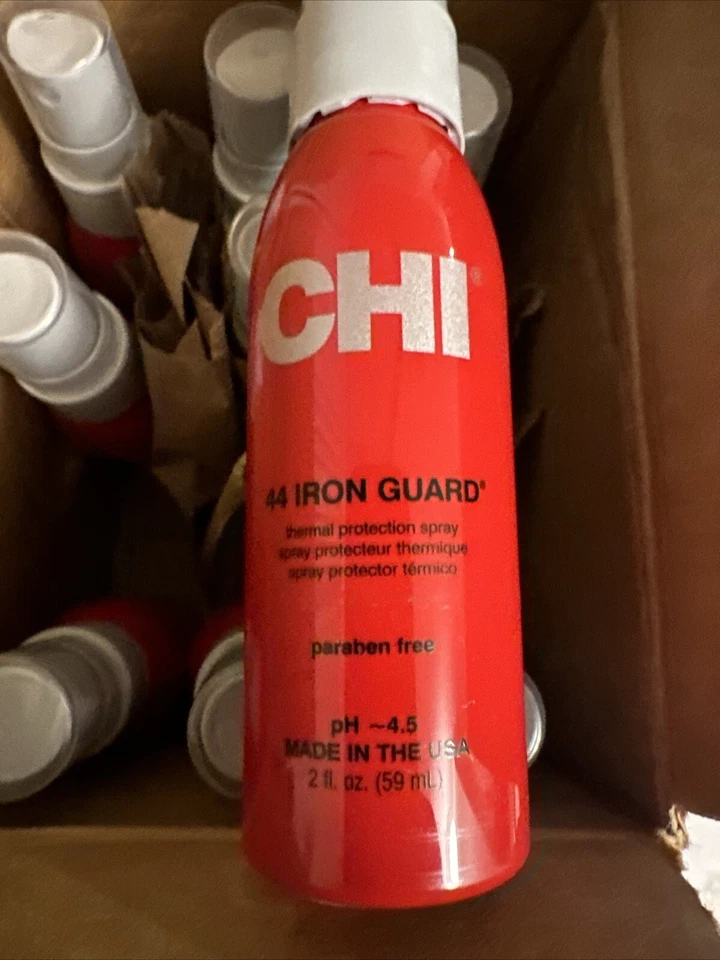 CHI®
44 IRON GUARD®
thermal protection spray
spray protecteur thermique
spray protector térmico
paraben free
pH ~4.5
MADE IN THE USA
2 fl. oz. (59 mL)